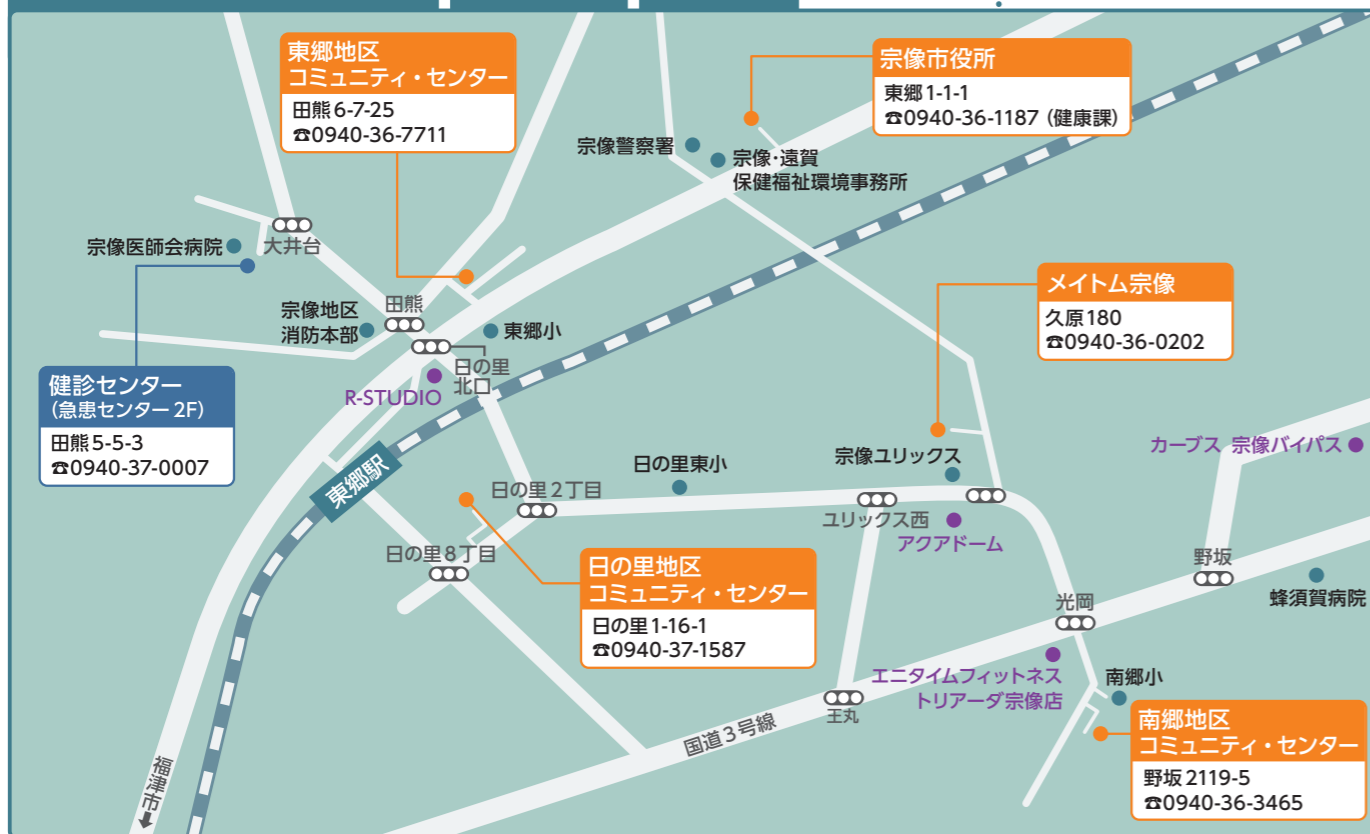 東郷地区
コミュニティ・センター
田熊6-7-25
☎0940-36-7711
宗像市役所
東郷1-1-1
☎0940-36-1187 (健康課)
宗像警察署
宗像・遠賀
保健福祉環境事務所
宗像医師会病院
大井台
宗像地区
消防本部
田熊
東郷小
日の里
北口
R-STUDIO
メイトム宗像
久原180
☎0940-36-0202
健診センター
(急患センター2F)
田熊5-5-3
☎0940-37-0007
東郷駅
日の里東小
宗像ユリックス
カーブス 宗像バイパス
日の里2丁目
ユリックス西
アクアドーム
日の里8丁目
日の里地区
コミュニティ・センター
日の里1-16-1
☎0940-37-1587
野坂
蜂須賀病院
光岡
エニタイムフィットネス
トリアーダ宗像店
南郷小
王丸
国道3号線
南郷地区
コミュニティ・センター
野坂2119-5
☎0940-36-3465
福津市